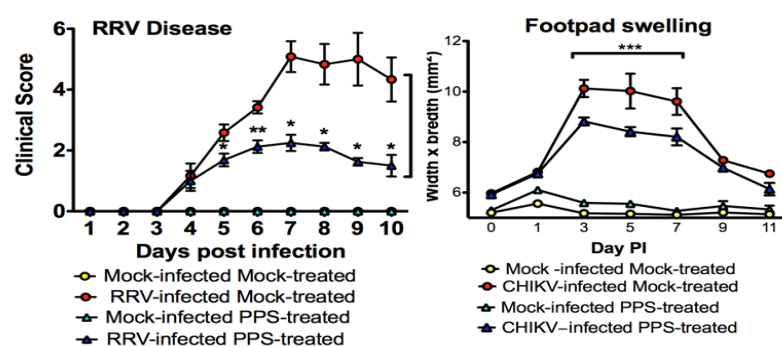 RRV Disease
Clinical Score
6
4
2
0
* ** * * * *
1 2 3 4 5 6 7 8 9 10
Days post infection
Mock-infected Mock-treated
RRV-infected Mock-treated
Mock-infected PPS-treated
RRV-infected PPS-treated
Footpad swelling
Width x bredth (mm²)
12
10
8
6
***
0 1 3 5 7 9 11
Day PI
Mock -infected Mock-treated
CHIKV-infected Mock-treated
Mock-infected PPS-treated
CHIKV-infected PPS-treated